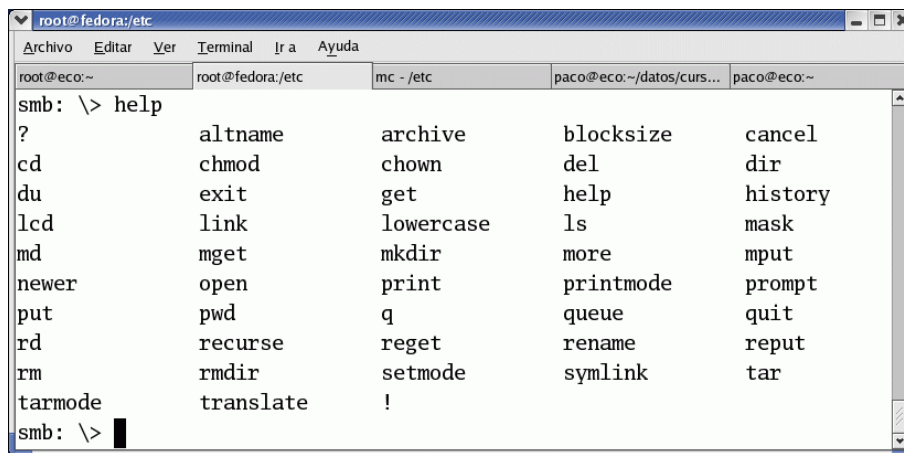 root@fedora:/etc
Archivo Editar Ver Terminal Ir a Ayuda
root@eco:~ root@fedora:/etc mc - /etc paco@eco:~/datos/curs... paco@eco:~
smb: \> help
? altname archive blocksize cancel
cd chmod chown del dir
du exit get help history
lcd link lowercase ls mask
md mget mkdir more mput
newer open print printmode prompt
put pwd q queue quit
rd recurse reget rename reput
rm rmdir setmode symlink tar
tarmode translate !
smb: \>